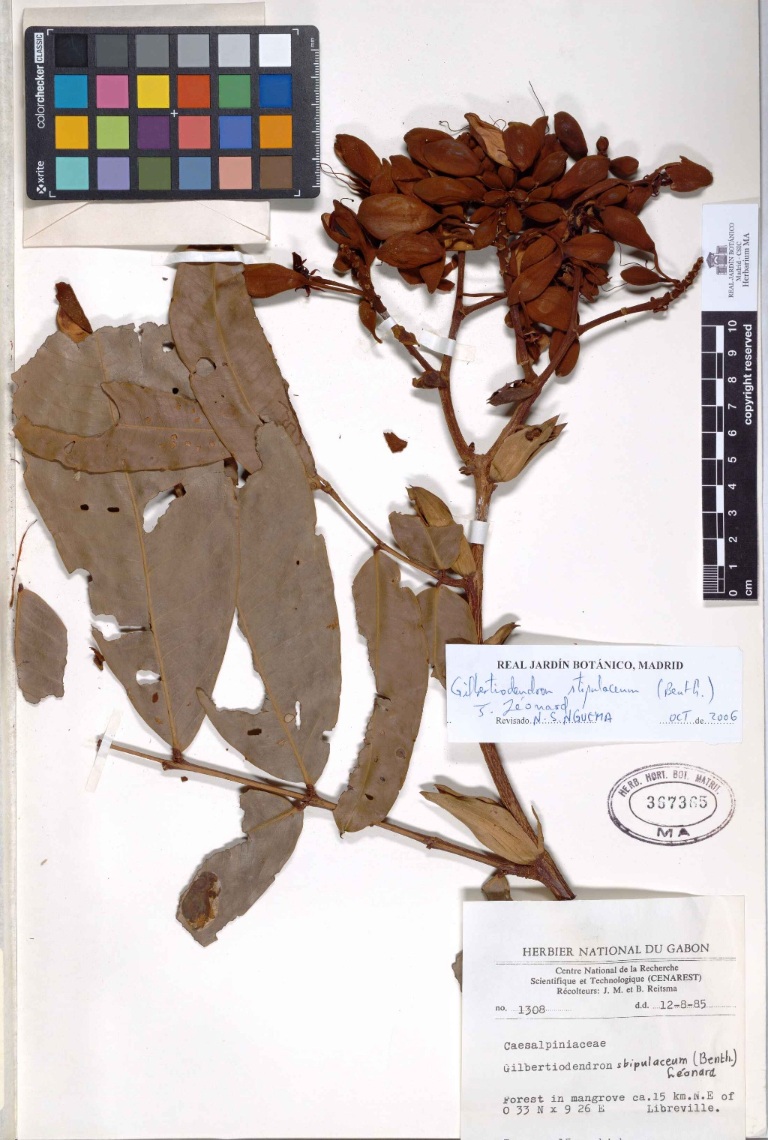 colorchecker CLASSIC
x-rite
mm
REAL JARDÍN BOTÁNICO
Madrid - CSIC
Herbarium MA
copyright reserved
10
9
8
7
6
5
4
3
2
1
0
cm
REAL JARDÍN BOTÁNICO, MADRID
Gilbertiodendron stipulaceum (Benth.)
J. Léonard
Revisado, N. S. NGUEMA OCT de 2006
HERB. HORT. BOT. MATRIT.
367365
MA
HERBIER NATIONAL DU GABON
Centre National de la Recherche
Scientifique et Technologique (CENAREST)
Récolteurs: J. M. et B. Reitsma
no. 1308 d.d. 12-8-85
Caesalpiniaceae
Gilbertiodendron stipulaceum (Benth.)
Léonard
Forest in mangrove ca.15 km.N.E of
0 33 N x 9 26 E Libreville.